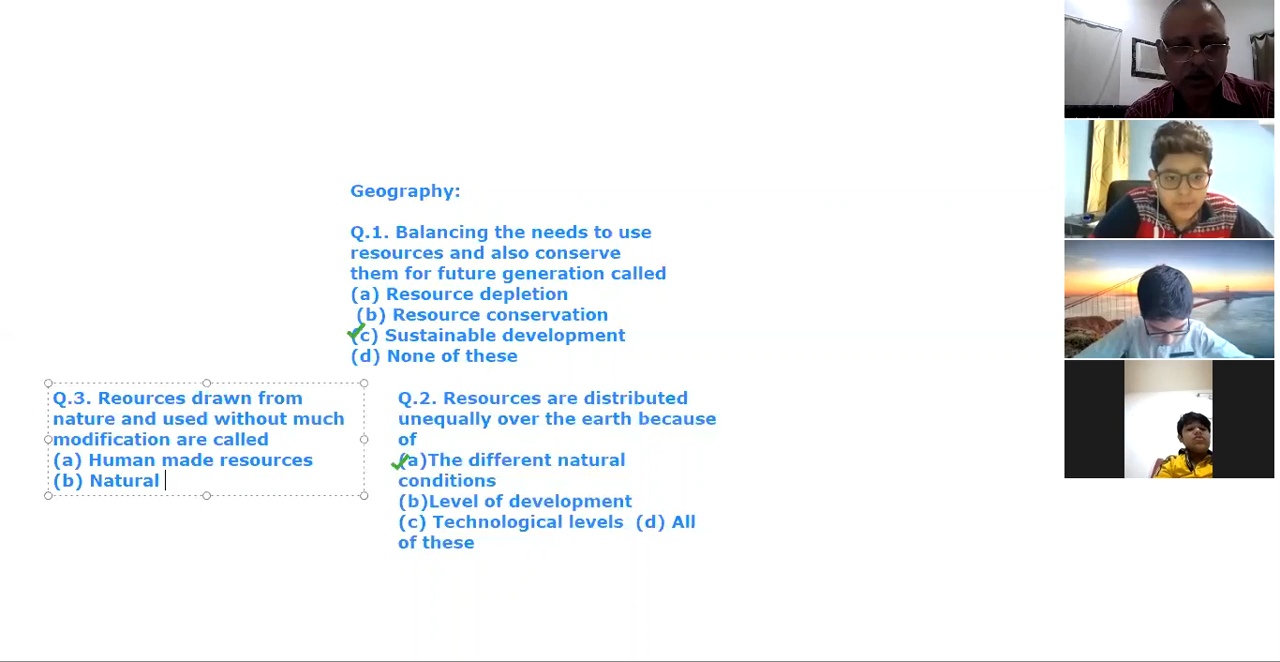 Geography:
Q.1. Balancing the needs to use
resources and also conserve
them for future generation called
(a) Resource depletion
(b) Resource conservation
(c) Sustainable development
(d) None of these
Q.3. Reources drawn from
nature and used without much
modification are called
(a) Human made resources
(b) Natural
Q.2. Resources are distributed
unequally over the earth because
of
(a)The different natural
conditions
(b)Level of development
(c) Technological levels (d) All
of these